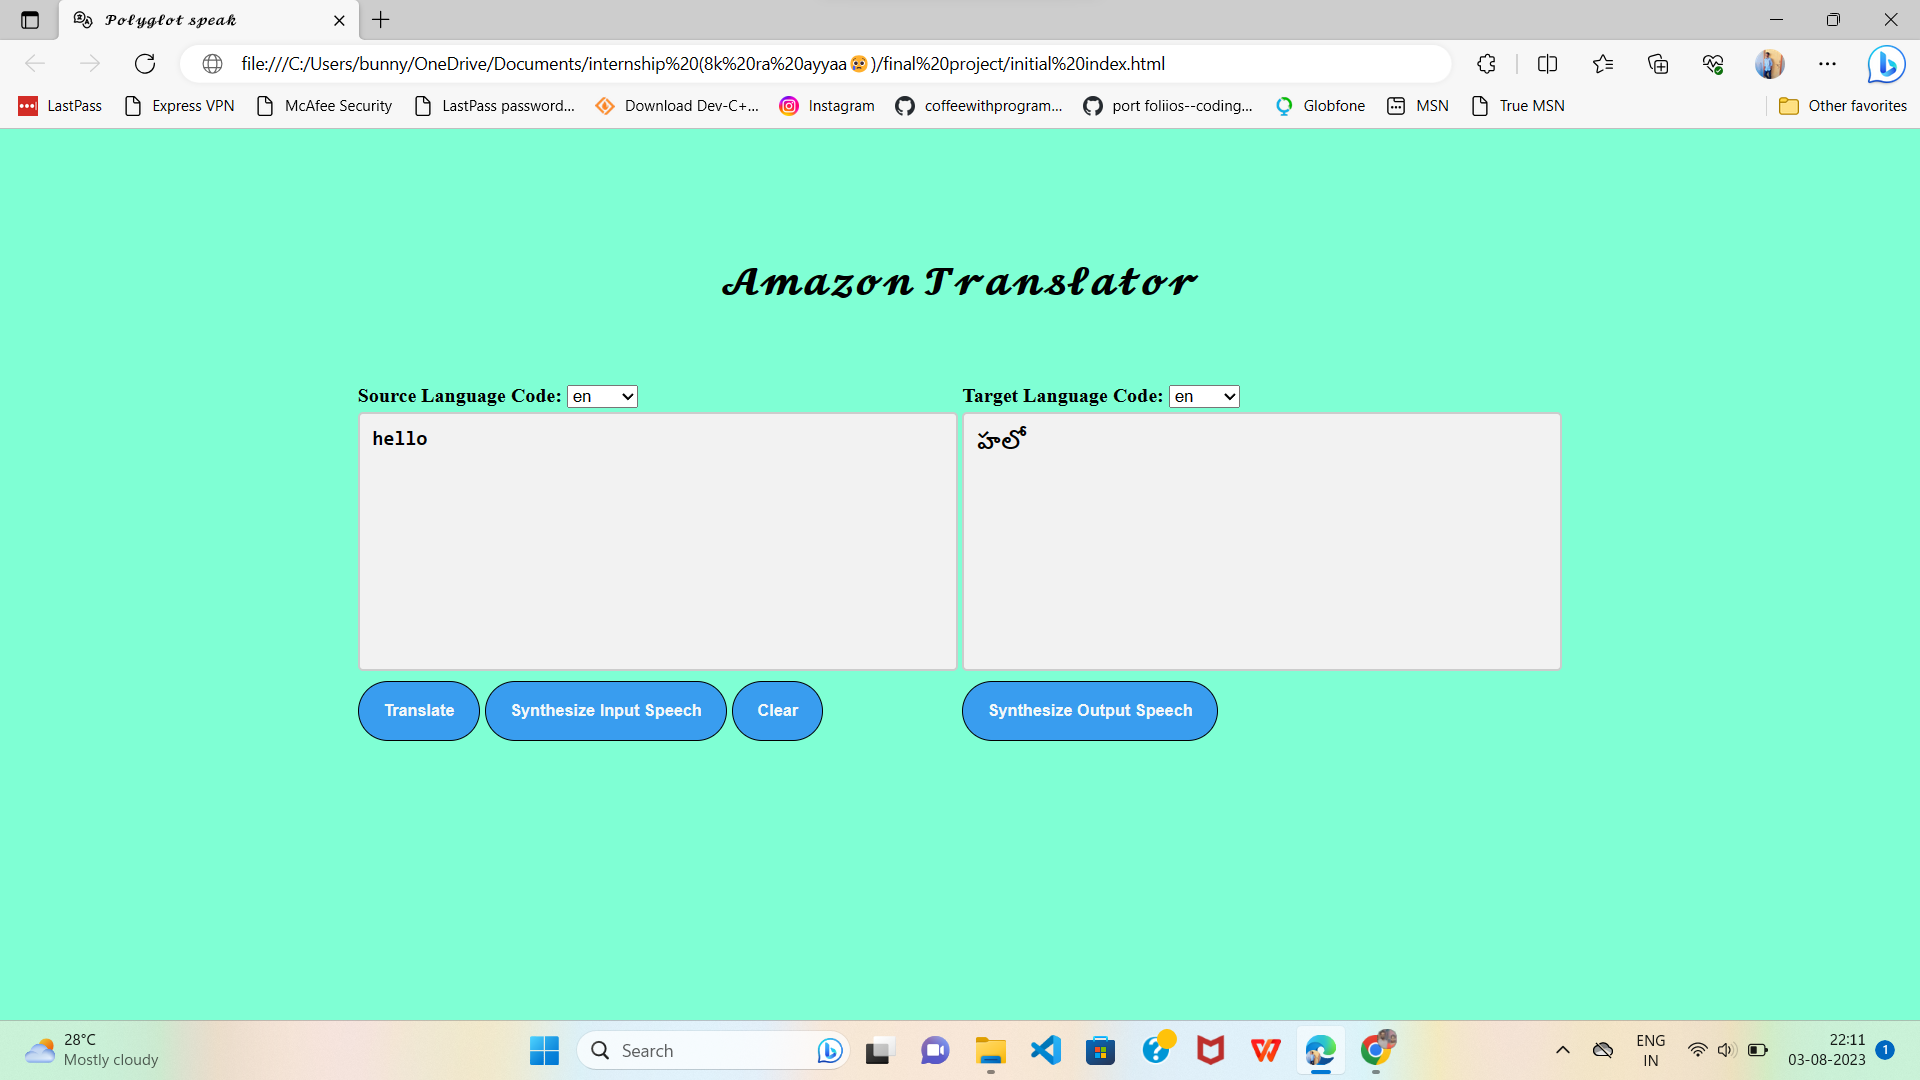 𝓟𝓸𝓵𝔂𝓰𝓵𝓸𝓽 𝓼𝓹𝓮𝓪𝓴
file:///C:/Users/bunny/OneDrive/Documents/internship%20(8k%20ra%20ayyaa😢)/final%20project/initial%20index.html
LastPass Express VPN McAfee Security LastPass password... Download Dev-C+... Instagram coffeewithprogram... port foliios--coding... Globfone MSN True MSN Other favorites
𝓐𝓶𝓪𝔃𝓸𝓷 𝓣𝓻𝓪𝓷𝓼𝓵𝓪𝓽𝓸𝓻
Source Language Code: en Target Language Code: en
hello
హలో
Translate Synthesize Input Speech Clear Synthesize Output Speech
28°C
Mostly cloudy
Search
ENG
IN
22:11
03-08-2023
1